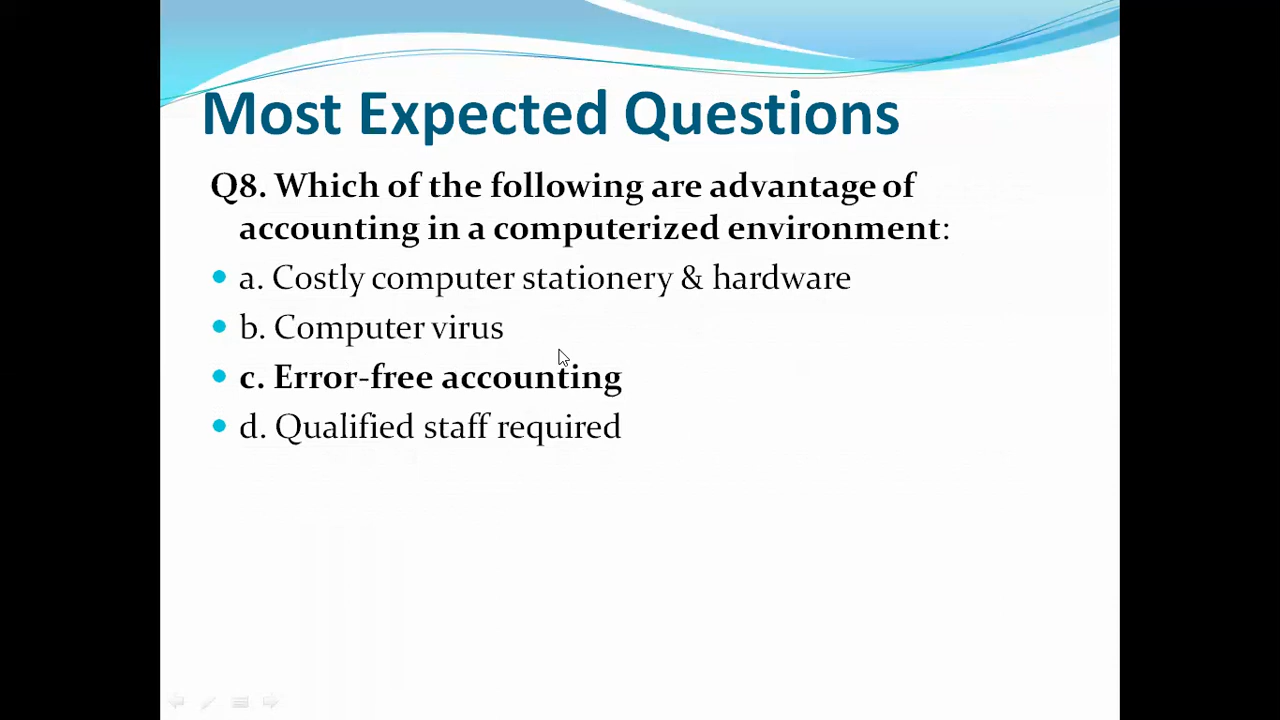 Most Expected Questions
Q8. Which of the following are advantage of
accounting in a computerized environment:
a. Costly computer stationery & hardware
b. Computer virus
c. Error-free accounting
d. Qualified staff required